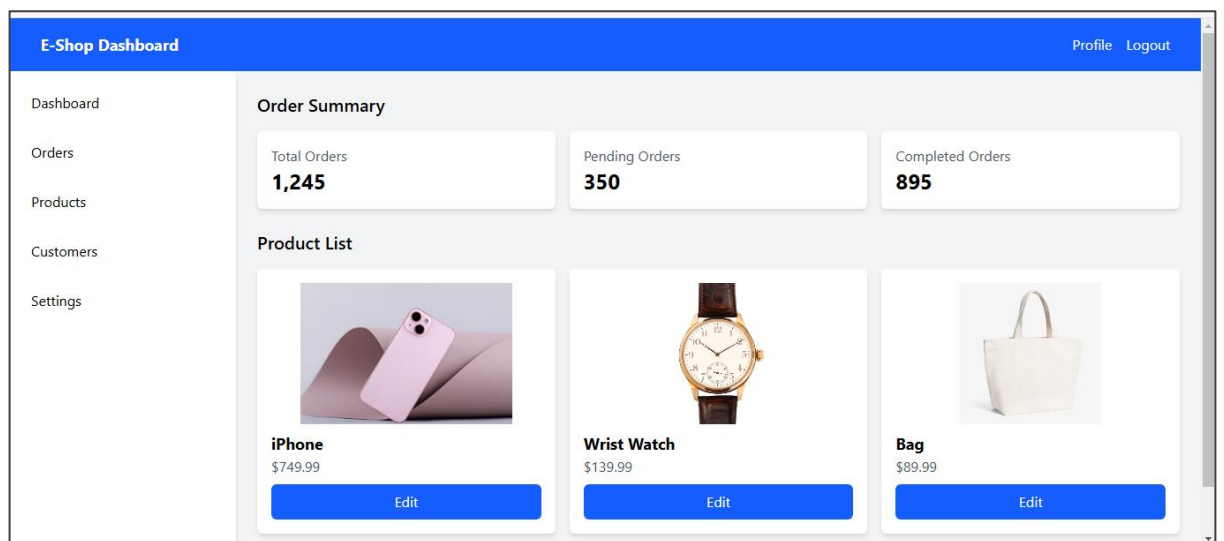 E-Shop Dashboard
Profile Logout
Dashboard
Orders
Products
Customers
Settings
Order Summary
Total Orders
1,245
Pending Orders
350
Completed Orders
895
Product List
iPhone
$749.99
Edit
Wrist Watch
$139.99
Edit
Bag
$89.99
Edit